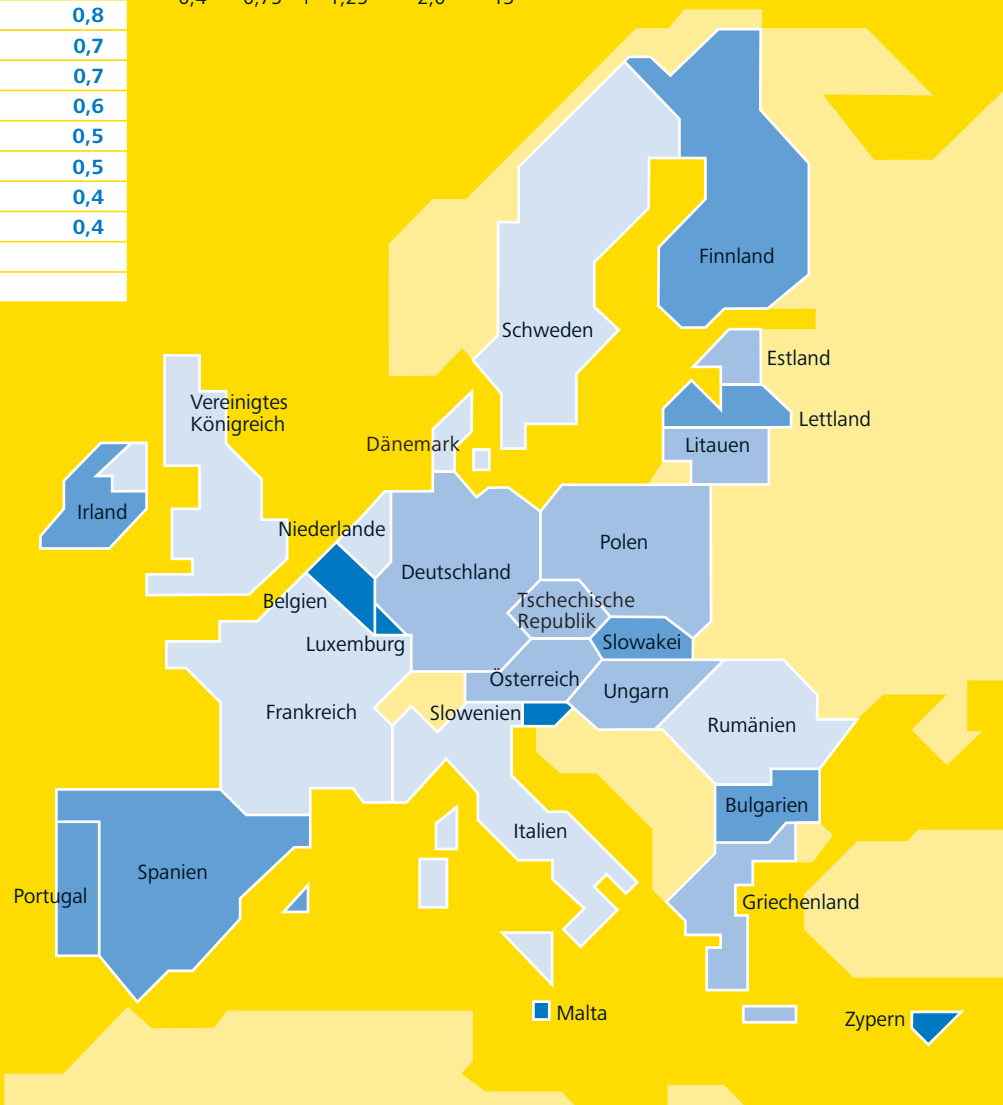 0,8
0,7
0,7
0,6
0,5
0,5
0,4
0,4
Finnland
Schweden
Estland
Vereinigtes
Königreich
Lettland
Dänemark
Litauen
Irland
Niederlande
Polen
Deutschland
Belgien
Tschechische
Republik
Luxemburg
Slowakei
Österreich
Ungarn
Frankreich
Slowenien
Rumänien
Bulgarien
Italien
Spanien
Portugal
Griechenland
Malta
Zypern